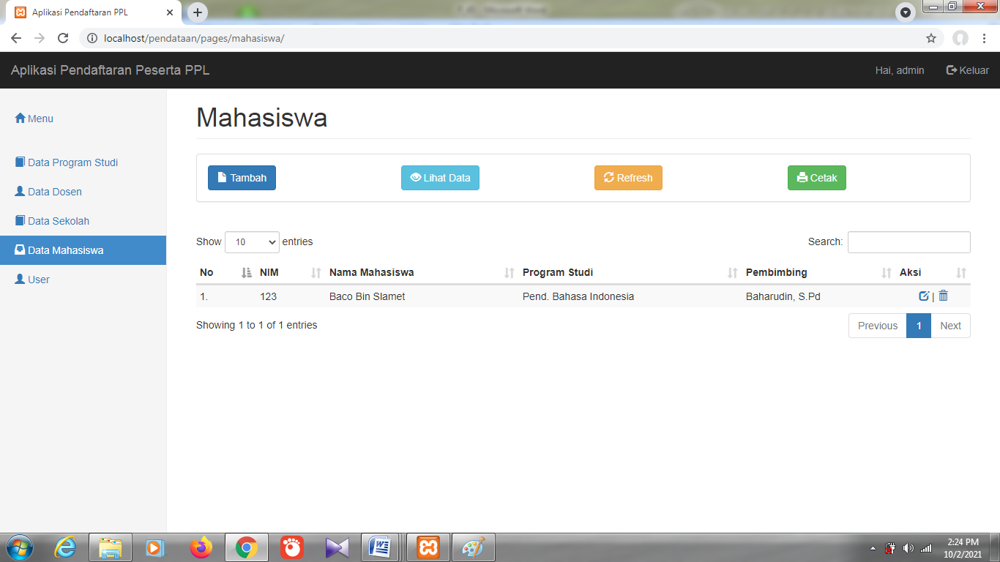 Aplikasi Pendaftaran PPL
localhost/pendataan/pages/mahasiswa/
Aplikasi Pendaftaran Peserta PPL
Hai, admin
Keluar
Menu
Data Program Studi
Data Dosen
Data Sekolah
Data Mahasiswa
User
Mahasiswa
Tambah
Lihat Data
Refresh
Cetak
Show 10 entries
Search:
No NIM Nama Mahasiswa Program Studi Pembimbing Aksi
1. 123 Baco Bin Slamet Pend. Bahasa Indonesia Baharudin, S.Pd |
Showing 1 to 1 of 1 entries
Previous 1 Next
2:24 PM
10/2/2021